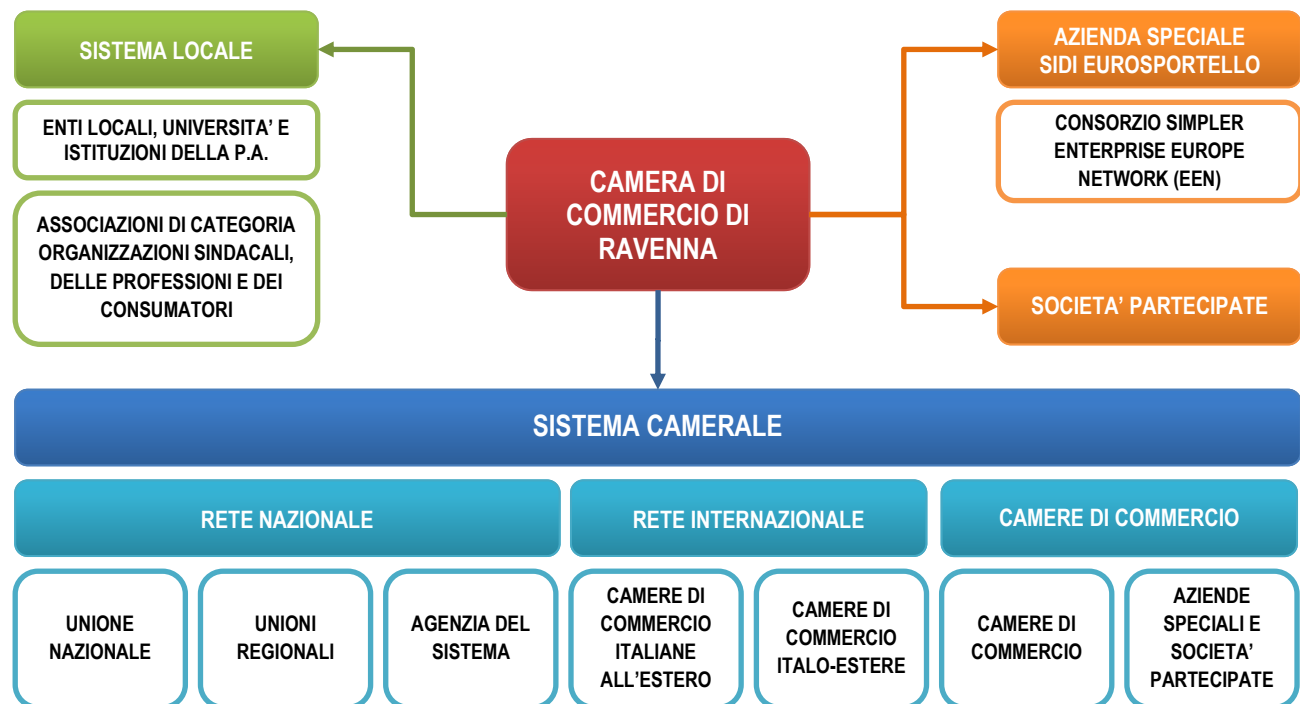 SISTEMA LOCALE
ENTI LOCALI, UNIVERSITA’ E
ISTITUZIONI DELLA P.A.
ASSOCIAZIONI DI CATEGORIA
ORGANIZZAZIONI SINDACALI,
DELLE PROFESSIONI E DEI
CONSUMATORI
CAMERA DI
COMMERCIO DI
RAVENNA
AZIENDA SPECIALE
SIDI EUROSPORTELLO
CONSORZIO SIMPLER
ENTERPRISE EUROPE
NETWORK (EEN)
SOCIETA’ PARTECIPATE
SISTEMA CAMERALE
RETE NAZIONALE
RETE INTERNAZIONALE
CAMERE DI COMMERCIO
UNIONE
NAZIONALE
UNIONI
REGIONALI
AGENZIA DEL
SISTEMA
CAMERE DI
COMMERCIO
ITALIANE
ALL’ESTERO
CAMERE DI
COMMERCIO
ITALO-ESTERE
CAMERE DI
COMMERCIO
AZIENDE
SPECIALI E
SOCIETA’
PARTECIPATE